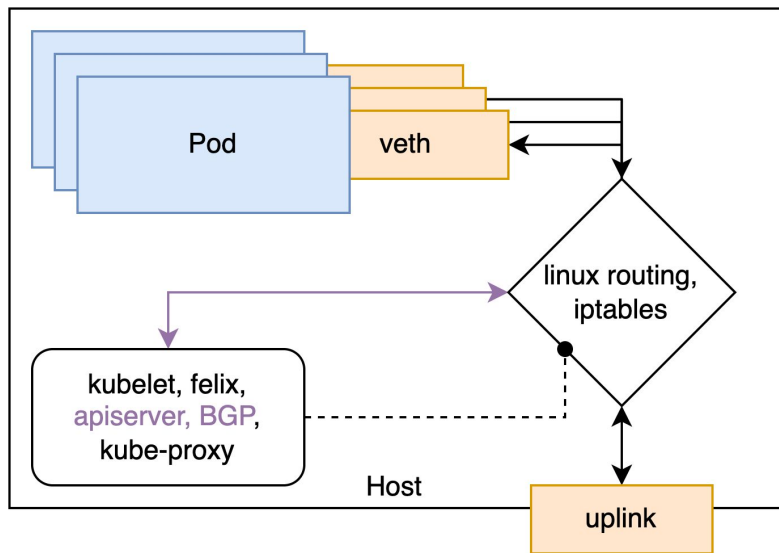 Pod
veth
linux routing,
iptables
kubelet, felix,
apiserver, BGP,
kube-proxy
Host
uplink